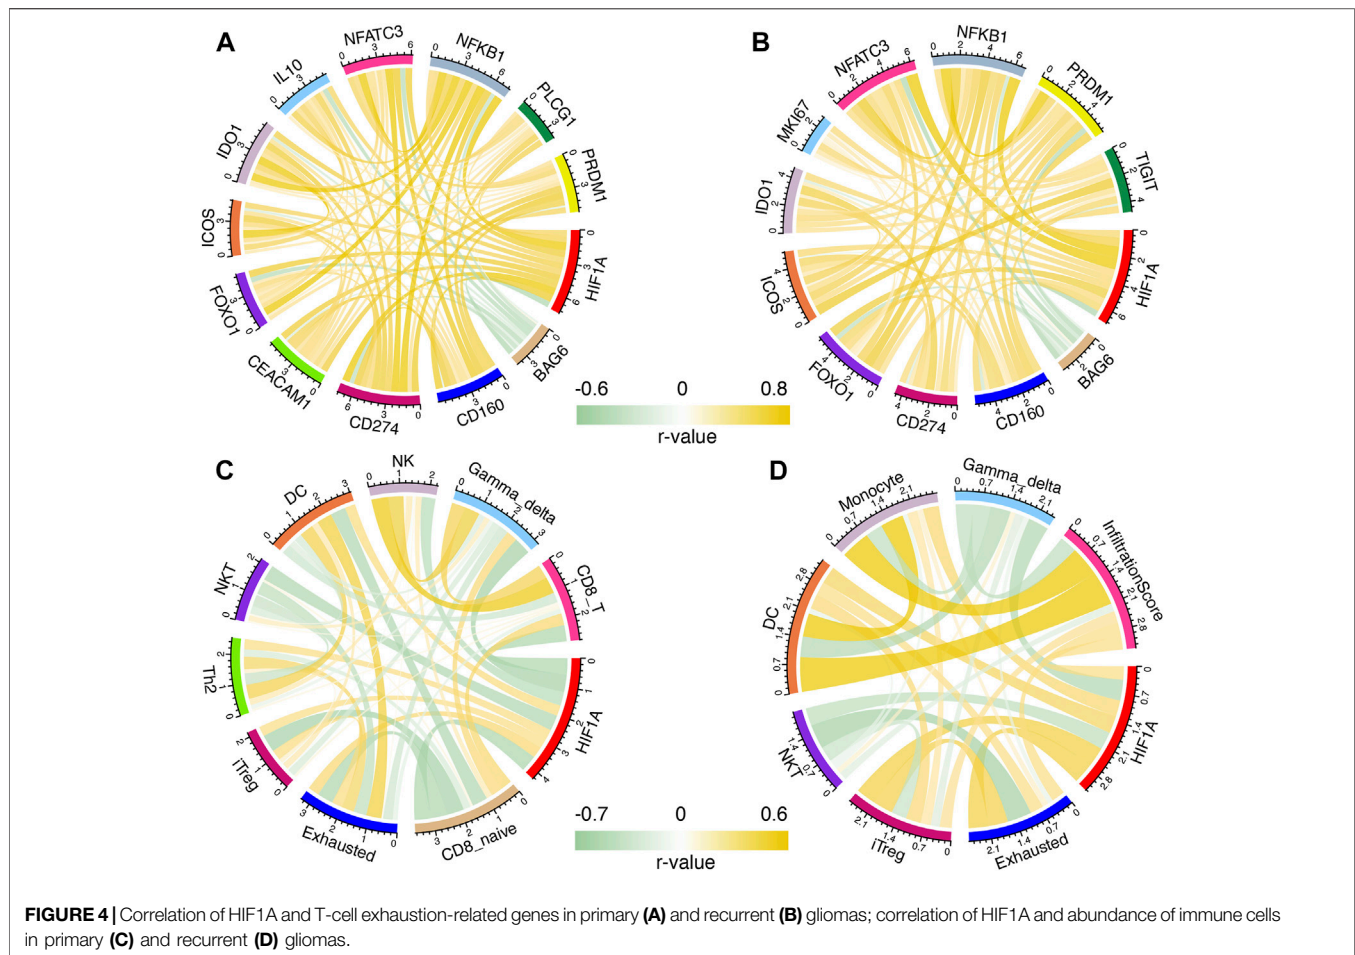 A
NFATC3
NFKB1
PLCG1
PRDM1
HIF1A
BAG6
CD160
CD274
CEACAM1
FOXO1
ICOS
IDO1
IL10
B
NFATC3
NFKB1
PRDM1
TIGIT
HIF1A
BAG6
CD160
CD274
FOXO1
ICOS
IDO1
MKI67
-0.6 0 0.8
r-value
C
NK
Gamma_delta
CD8_T
HIF1A
CD8_naive
Exhausted
iTreg
Th2
NKT
DC
D
Monocyte
Gamma_delta
InfiltrationScore
HIF1A
Exhausted
iTreg
NKT
DC
-0.7 0 0.6
r-value
FIGURE 4 | Correlation of HIF1A and T-cell exhaustion-related genes in primary (A) and recurrent (B) gliomas; correlation of HIF1A and abundance of immune cells
in primary (C) and recurrent (D) gliomas.